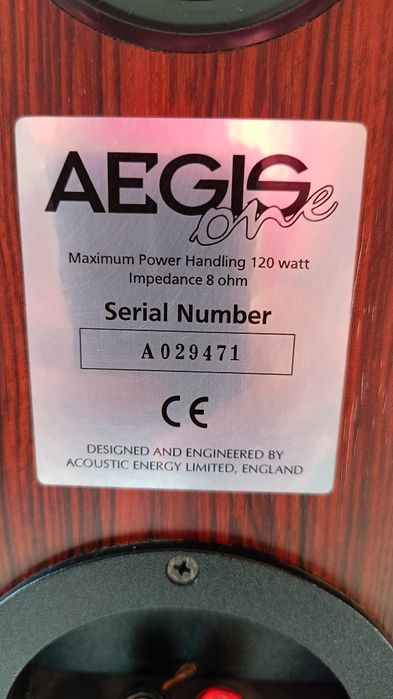 AEGIS
one
Maximum Power Handling 120 watt
Impedance 8 ohm
Serial Number
A029471
CE
DESIGNED AND ENGINEERED BY
ACOUSTIC ENERGY LIMITED, ENGLAND